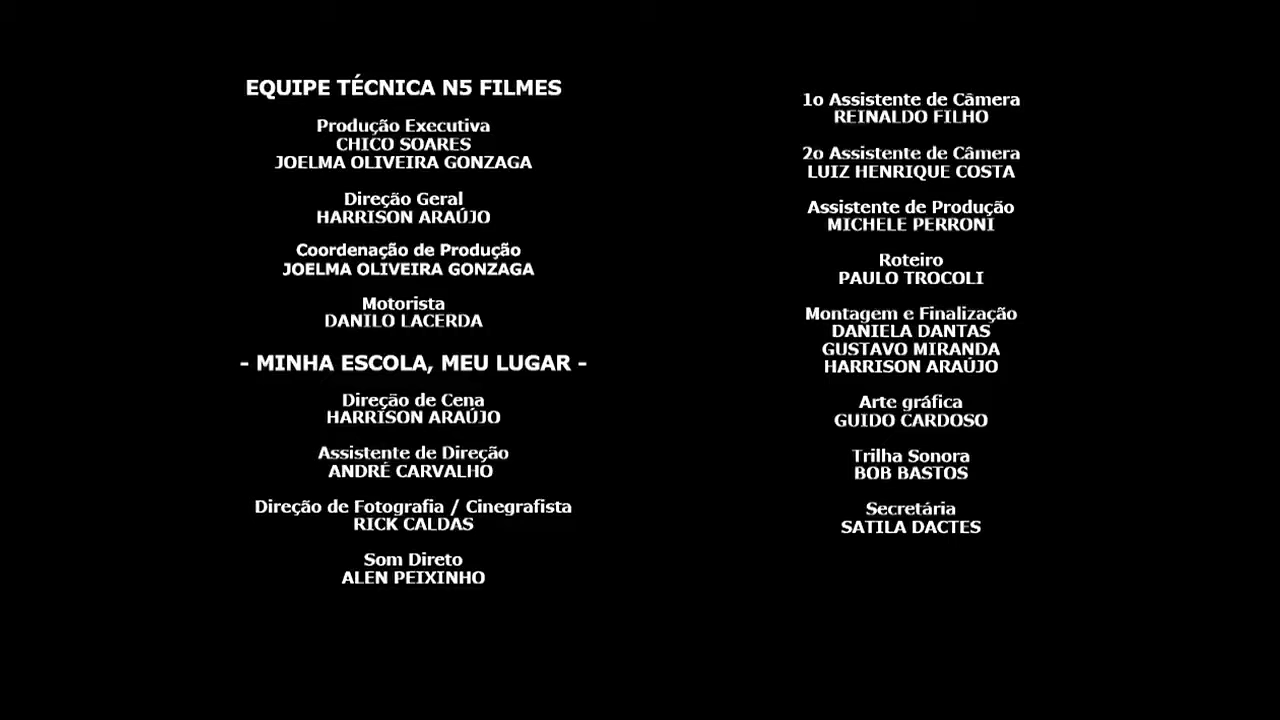 EQUIPE TÉCNICA N5 FILMES
Produção Executiva
CHICO SOARES
JOELMA OLIVEIRA GONZAGA
Direção Geral
HARRISON ARAÚJO
Coordenação de Produção
JOELMA OLIVEIRA GONZAGA
Motorista
DANILO LACERDA
- MINHA ESCOLA, MEU LUGAR -
Direção de Cena
HARRISON ARAÚJO
Assistente de Direção
ANDRÉ CARVALHO
Direção de Fotografia / Cinegrafista
RICK CALDAS
Som Direto
ALEN PEIXINHO
1o Assistente de Câmera
REINALDO FILHO
2o Assistente de Câmera
LUIZ HENRIQUE COSTA
Assistente de Produção
MICHELE PERRONI
Roteiro
PAULO TROCOLI
Montagem e Finalização
DANIELA DANTAS
GUSTAVO MIRANDA
HARRISON ARAÚJO
Arte gráfica
GUIDO CARDOSO
Trilha Sonora
BOB BASTOS
Secretária
SATILA DACTES